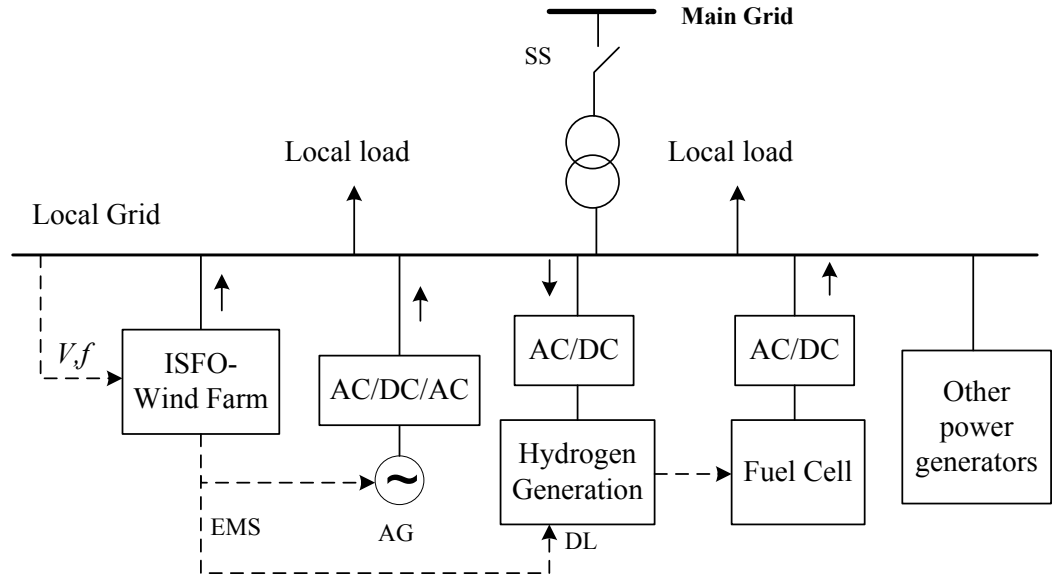 Main Grid
SS
Local load
Local load
Local Grid
V,f
ISFO-
Wind Farm
AC/DC/AC
AC/DC
AC/DC
Other
power
generators
Hydrogen
Generation
Fuel Cell
~
EMS
AG
DL